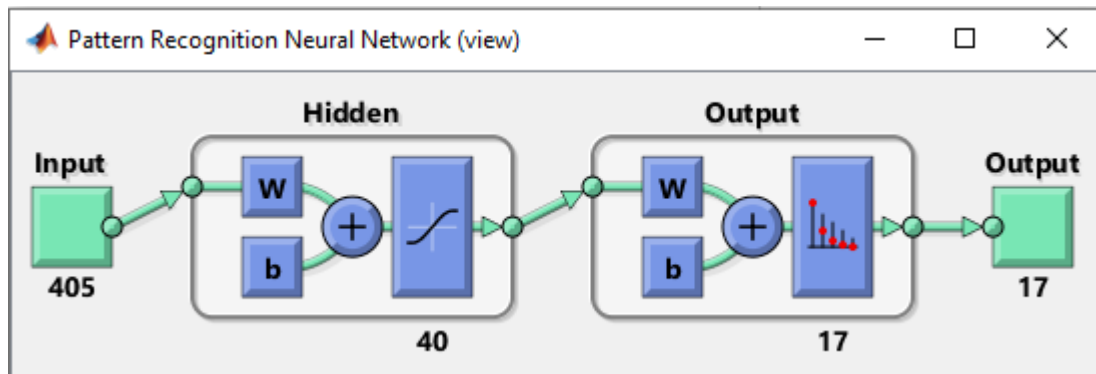 Pattern Recognition Neural Network (view)
Hidden
Output
Input
Output
W
W
b
b
405
17
40
17